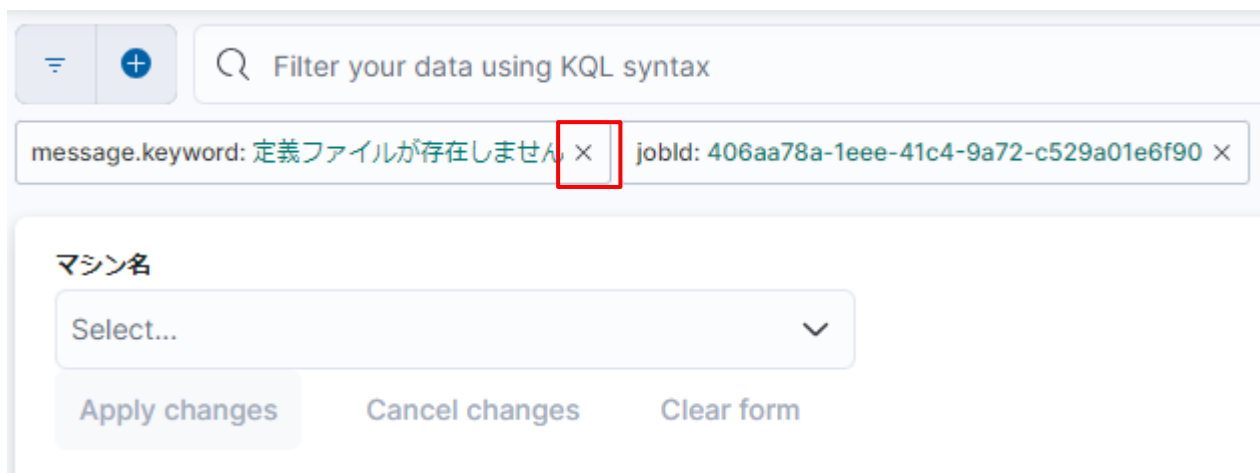 Filter your data using KQL syntax
message.keyword: 定義ファイルが存在しません × jobId: 406aa78a-1eee-41c4-9a72-c529a01e6f90 ×
マシン名
Select...
Apply changes Cancel changes Clear form